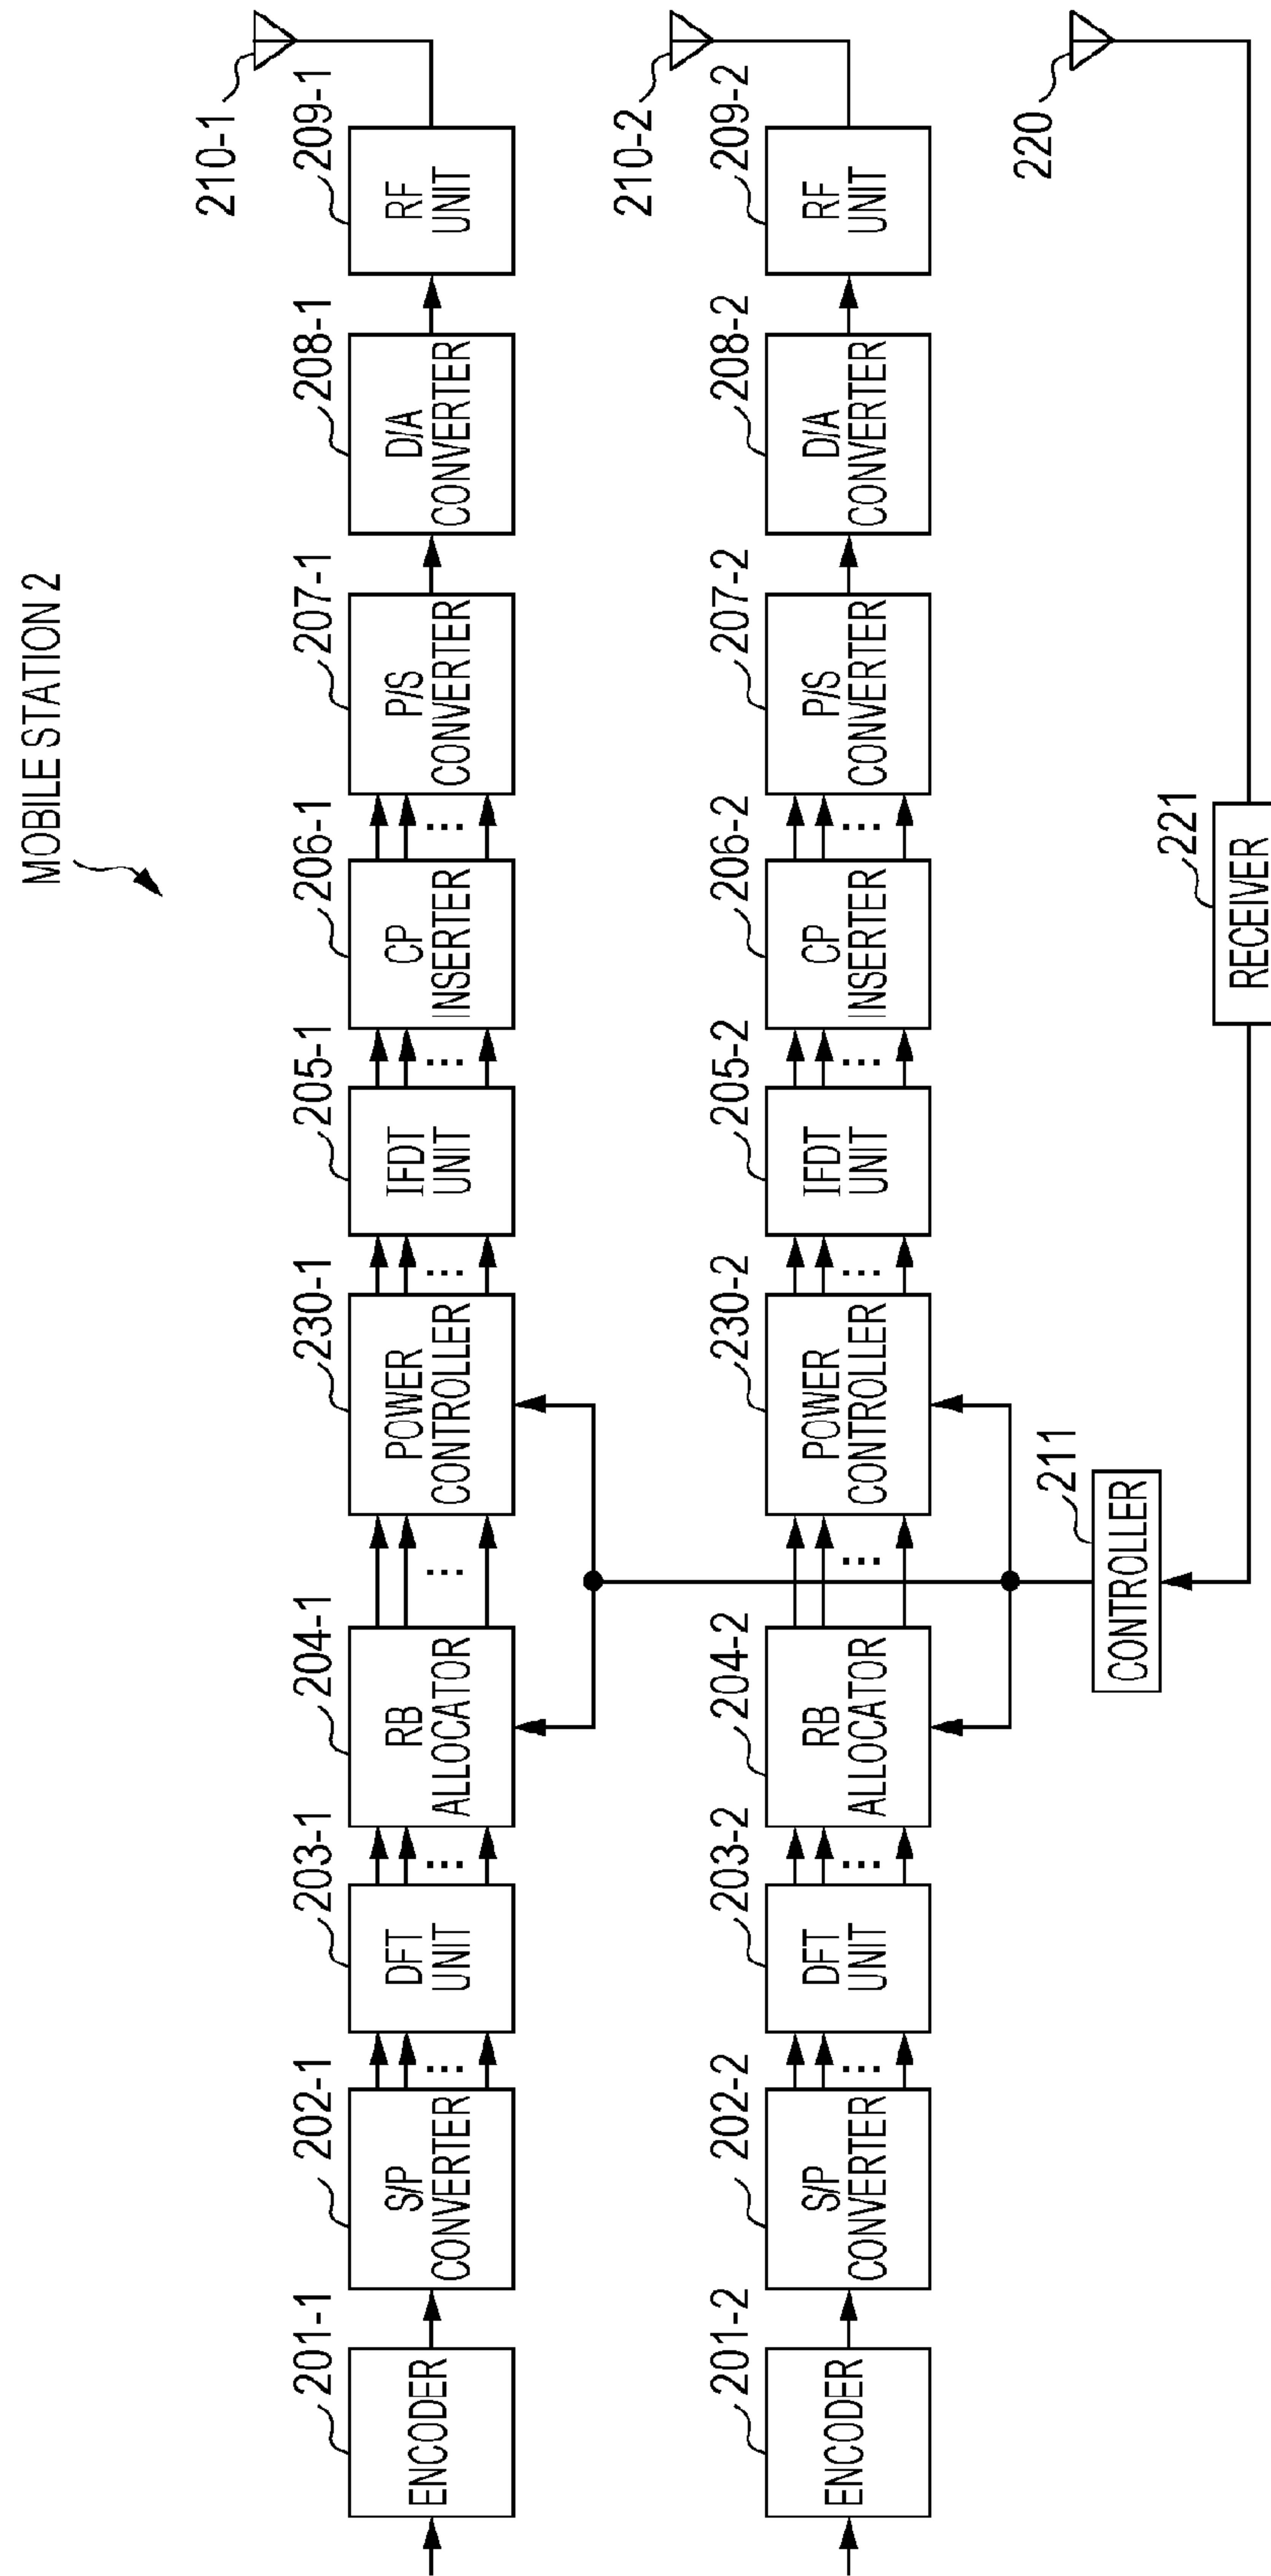 MOBILE STATION 2
201-1
202-1
203-1
204-1
230-1
205-1
206-1
207-1
208-1
209-1
210-1
ENCODER
S/P
CONVERTER
DFT
UNIT
...
RB
ALLOCATOR
...
POWER
CONTROLLER
...
IFDT
UNIT
...
CP
INSERTER
...
P/S
CONVERTER
...
D/A
CONVERTER
RF
UNIT
201-2
202-2
203-2
204-2
230-2
205-2
206-2
207-2
208-2
209-2
210-2
ENCODER
S/P
CONVERTER
...
DFT
UNIT
...
RB
ALLOCATOR
...
POWER
CONTROLLER
...
IFDT
UNIT
...
CP
INSERTER
...
P/S
CONVERTER
D/A
CONVERTER
RF
UNIT
211
CONTROLLER
221
RECEIVER
220